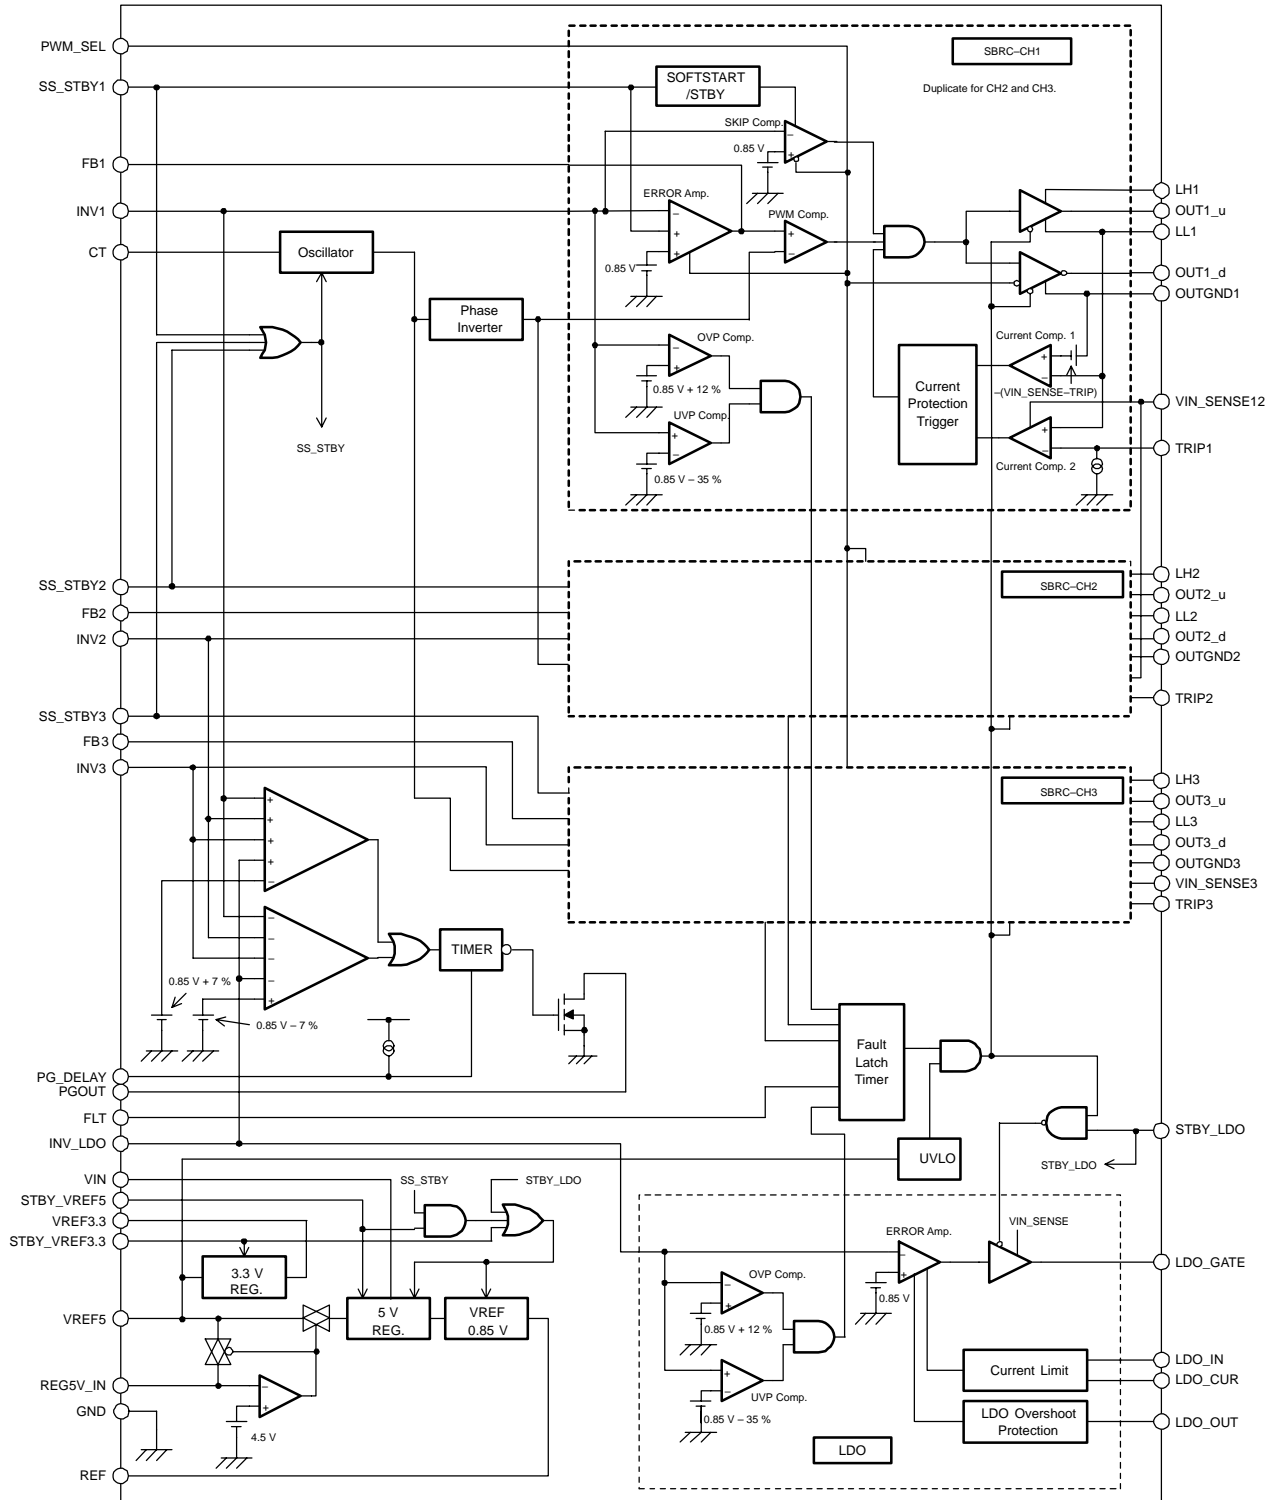 PWM_SEL
SBRC–CH1
SS_STBY1
SOFTSTART
/STBY
Duplicate for CH2 and CH3.
SKIP Comp.
0.85 V
FB1
ERROR Amp.
LH1
INV1
PWM Comp.
OUT1_u
LL1
CT
Oscillator
0.85 V
OUT1_d
OUTGND1
Phase
Inverter
OVP Comp.
Current Comp. 1
0.85 V + 12 %
Current
Protection
Trigger
–(VIN_SENSE–TRIP)
VIN_SENSE12
UVP Comp.
SS_STBY
TRIP1
Current Comp. 2
0.85 V – 35 %
SS_STBY2
SBRC–CH2
LH2
OUT2_u
FB2
LL2
INV2
OUT2_d
OUTGND2
TRIP2
SS_STBY3
FB3
INV3
SBRC–CH3
LH3
OUT3_u
LL3
OUT3_d
OUTGND3
VIN_SENSE3
TRIP3
TIMER
0.85 V + 7 %
0.85 V – 7 %
Fault
Latch
Timer
PG_DELAY
PGOUT
FLT
STBY_LDO
INV_LDO
UVLO
STBY_LDO
VIN
SS_STBY
STBY_LDO
STBY_VREF5
VREF3.3
STBY_VREF3.3
ERROR Amp.
VIN_SENSE
LDO_GATE
3.3 V
REG.
OVP Comp.
0.85 V
VREF5
5 V
REG.
VREF
0.85 V
0.85 V + 12 %
LDO_IN
Current Limit
LDO_CUR
REG5V_IN
UVP Comp.
GND
0.85 V – 35 %
LDO Overshoot
Protection
LDO_OUT
4.5 V
LDO
REF